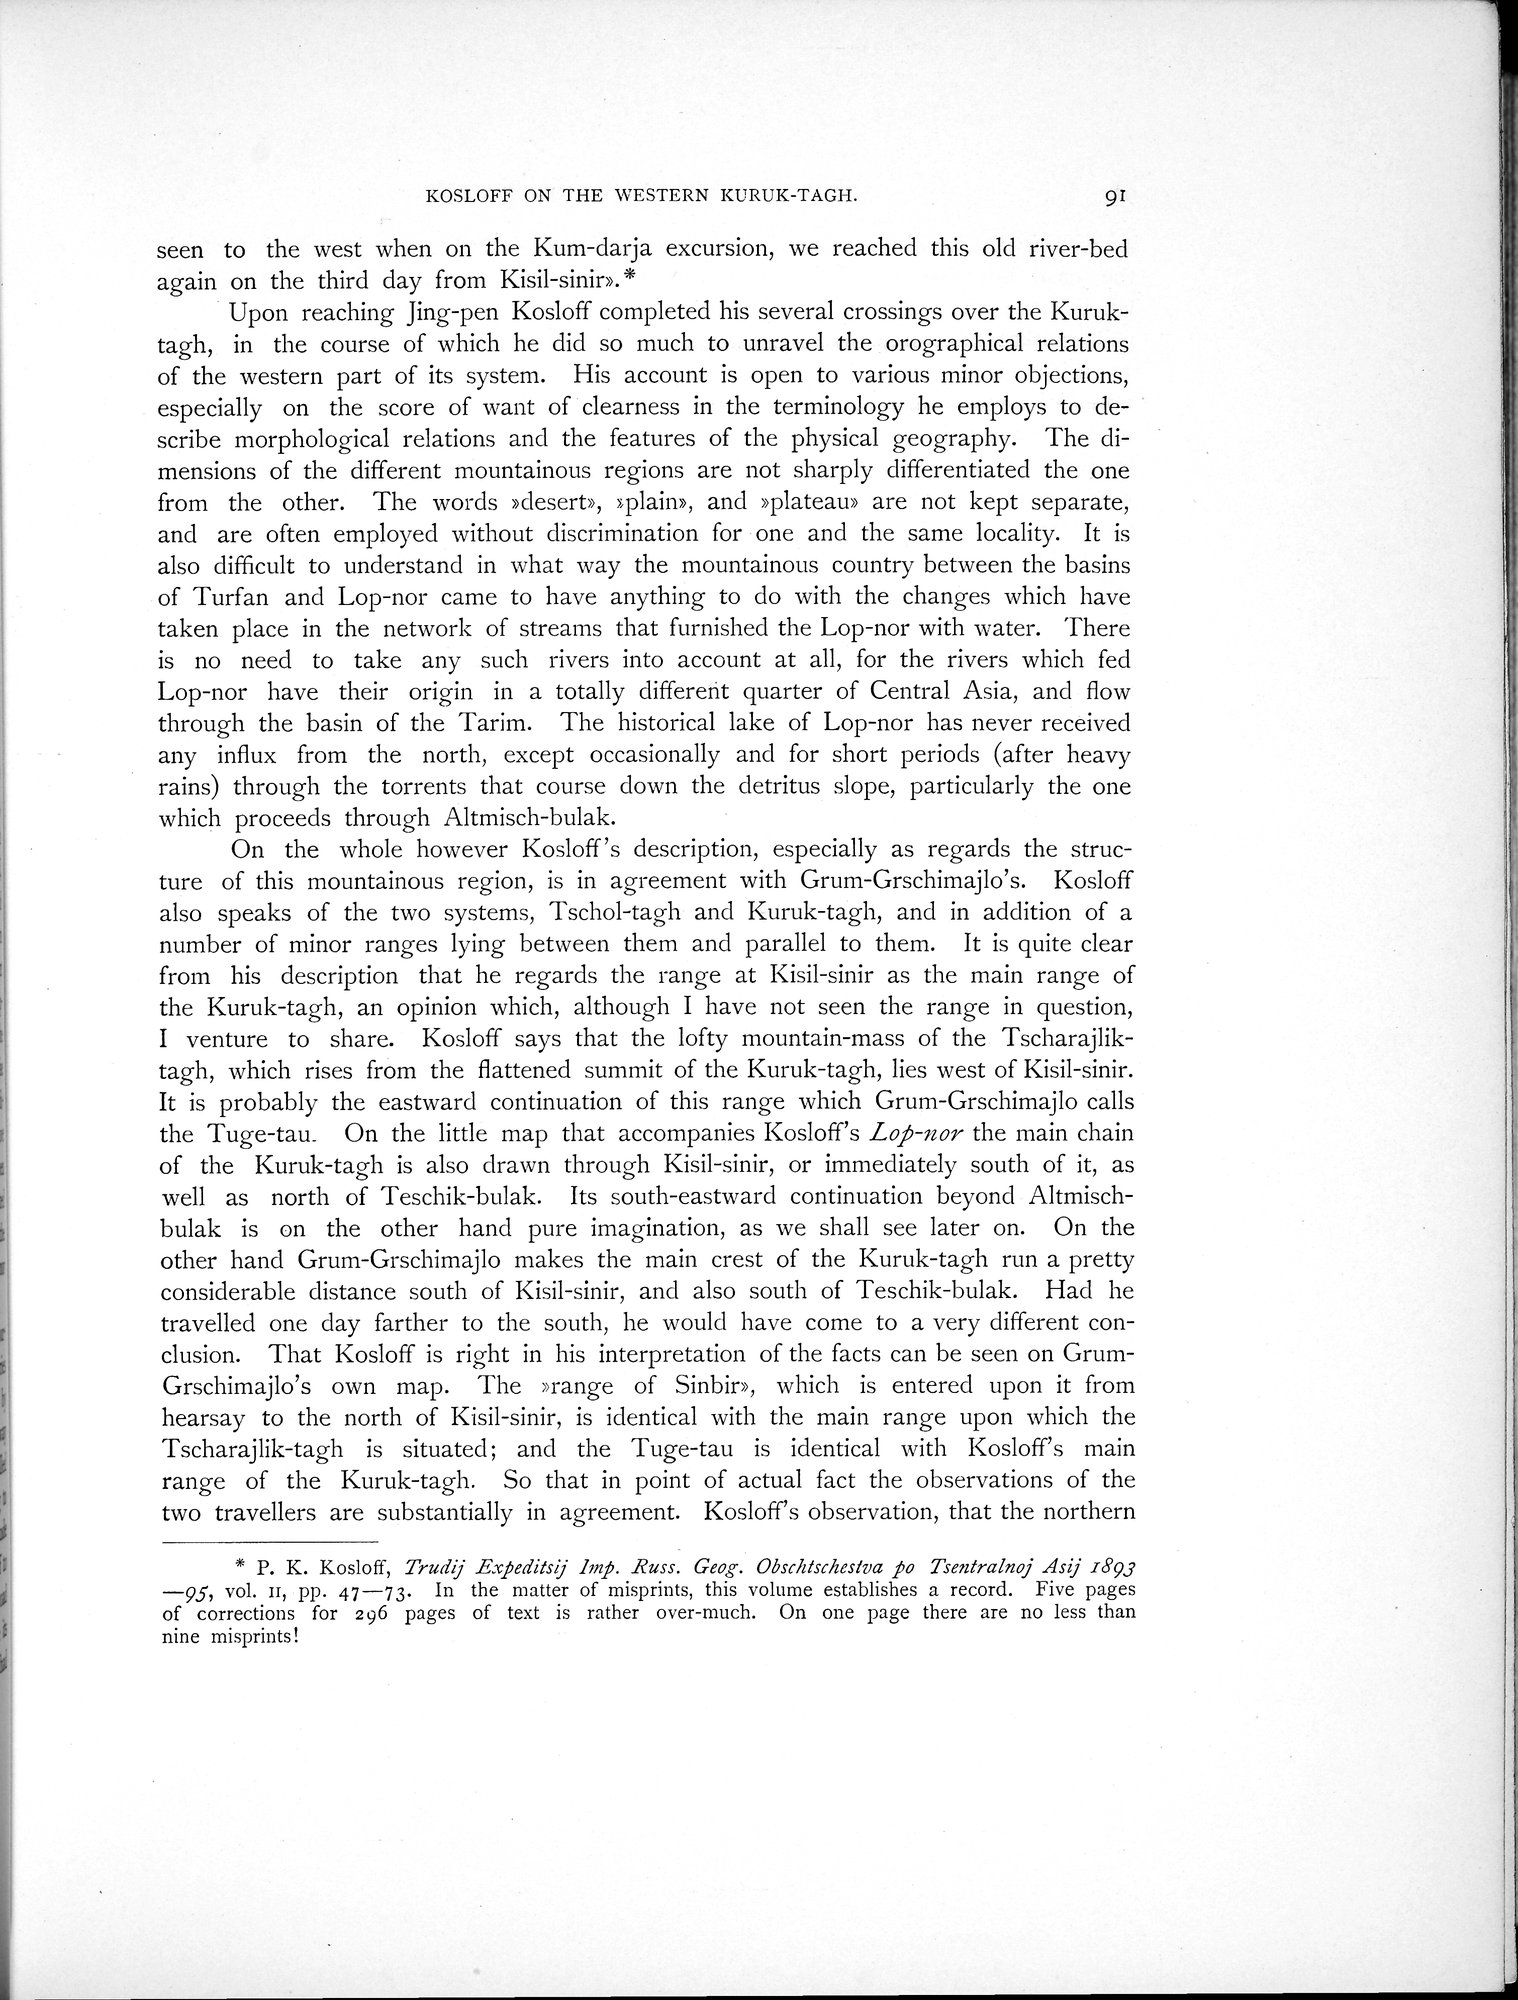 KOSLOFF ON THE WESTERN KURUK-TAGH. 91
seen to the west when on the Kum-darja excursion, we reached this old river-bed
again on the third day from Kisil-sinir».*
Upon reaching Jing-pen Kosloff completed his several crossings over the Kuruk-
tagh, in the course of which he did so much to unravel the orographical relations
of the western part of its system. His account is open to various minor objections,
especially on the score of want of clearness in the terminology he employs to de-
scribe morphological relations and the features of the physical geography. The di-
mensions of the different mountainous regions are not sharply differentiated the one
from the other. The words »desert», »plain», and »plateau» are not kept separate,
and are often employed without discrimination for one and the same locality. It is
also difficult to understand in what way the mountainous country between the basins
of Turfan and Lop-nor came to have anything to do with the changes which have
taken place in the network of streams that furnished the Lop-nor with water. There
is no need to take any such rivers into account at all, for the rivers which fed
Lop-nor have their origin in a totally different quarter of Central Asia, and flow
through the basin of the Tarim. The historical lake of Lop-nor has never received
any influx from the north, except occasionally and for short periods (after heavy
rains) through the torrents that course down the detritus slope, particularly the one
which proceeds through Altmisch-bulak.
On the whole however Kosloff's description, especially as regards the struc-
ture of this mountainous region, is in agreement with Grum-Grschimajlo's. Kosloff
also speaks of the two systems, Tschol-tagh and Kuruk-tagh, and in addition of a
number of minor ranges lying between them and parallel to them. It is quite clear
from his description that he regards the range at Kisil-sinir as the main range of
the Kuruk-tagh, an opinion which, although I have not seen the range in question,
I venture to share. Kosloff says that the lofty mountain-mass of the Tscharajlik-
tagh, which rises from the flattened summit of the Kuruk-tagh, lies west of Kisil-sinir.
It is probably the eastward continuation of this range which Grum-Grschimajlo calls
the Tuge-tau. On the little map that accompanies Kosloff's Lop-nor the main chain
of the Kuruk-tagh is also drawn through Kisil-sinir, or immediately south of it, as
well as north of Teschik-bulak. Its south-eastward continuation beyond Altmisch-
bulak is on the other hand pure imagination, as we shall see later on. On the
other hand Grum-Grschimajlo makes the main crest of the Kuruk-tagh run a pretty
considerable distance south of Kisil-sinir, and also south of Teschik-bulak. Had he
travelled one day farther to the south, he would have come to a very different con-
clusion. That Kosloff is right in his interpretation of the facts can be seen on Grum-
Grschimajlo's own map. The »range of Sinbir», which is entered upon it from
hearsay to the north of Kisil-sinir, is identical with the main range upon which the
Tscharajlik-tagh is situated; and the Tuge-tau is identical with Kosloff's main
range of the Kuruk-tagh. So that in point of actual fact the observations of the
two travellers are substantially in agreement. Kosloff's observation, that the northern
* P. K. Kosloff, Trudij Expeditsij Imp. Russ. Geog. Obschtschestva po Tsentralnoj Asij 1893
—95, vol. II, pp. 47—73. In the matter of misprints, this volume establishes a record. Five pages
of corrections for 296 pages of text is rather over-much. On one page there are no less than
nine misprints!